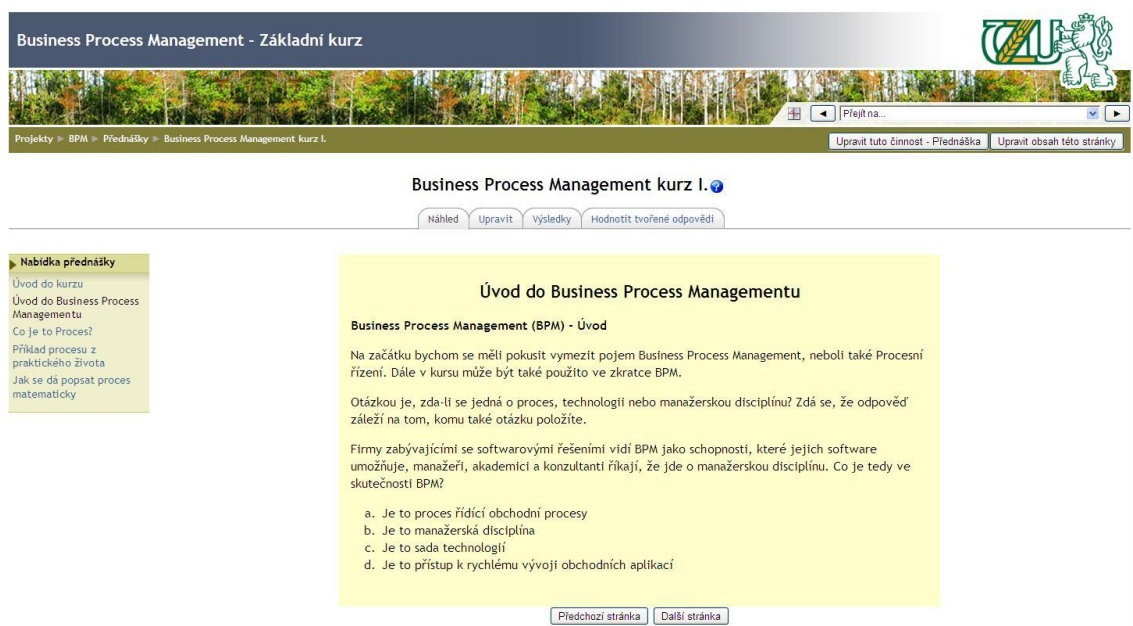 Business Process Management - Základní kurz
ČZU
Přejít na...
Projekty ► BPM ► Přednášky ► Business Process Management kurz I.
Upravit tuto činnost - Přednáška
Upravit obsah této stránky
Business Process Management kurz I.
Náhled
Upravit
Výsledky
Hodnotit tvořené odpovědi
Nabídka přednášky
Úvod do kurzu
Úvod do Business Process
Managementu
Co je to Proces?
Příklad procesu z
praktického života
Jak se dá popsat proces
matematicky
Úvod do Business Process Managementu
Business Process Management (BPM) - Úvod
Na začátku bychom se měli pokusit vymezit pojem Business Process Management, neboli také Procesní
řízení. Dále v kursu může být také použito ve zkratce BPM.
Otázkou je, zda-li se jedná o proces, technologii nebo manažerskou disciplínu? Zdá se, že odpověď
záleží na tom, komu také otázku položíte.
Firmy zabývajícími se softwarovými řešeními vidí BPM jako schopnosti, které jejich software
umožňuje, manažeři, akademici a konzultanti říkají, že jde o manažerskou disciplínu. Co je tedy ve
skutečnosti BPM?
a. Je to proces řídící obchodní procesy
b. Je to manažerská disciplína
c. Je to sada technologií
d. Je to přístup k rychlému vývoji obchodních aplikací
Předchozí stránka
Další stránka